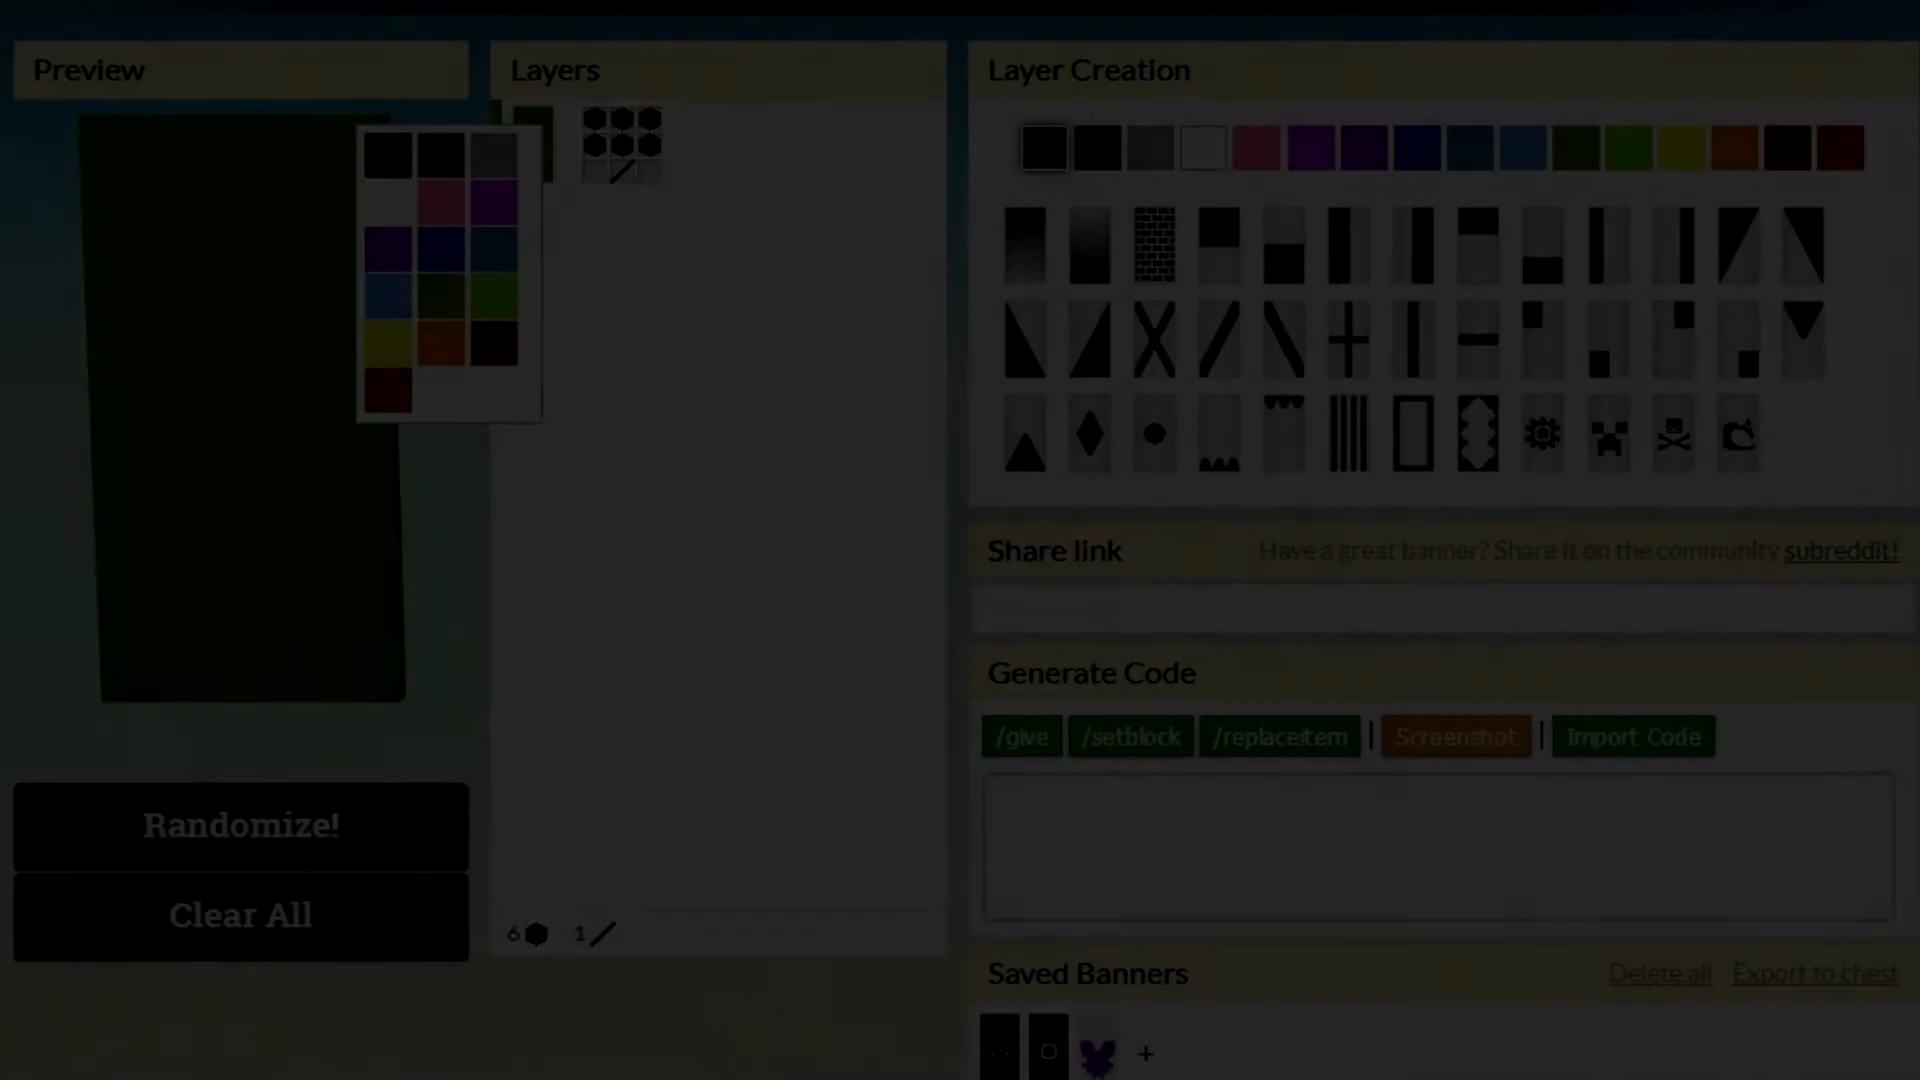 Preview
Layers
Layer Creation
Share link
Have a great banner? Share it on the community subreddit!
Generate Code
/give
/setblock
/replaceitem
|
Screenshot
|
Import Code
Randomize!
Clear All
6
1
Saved Banners
Delete all
Export to chest
+